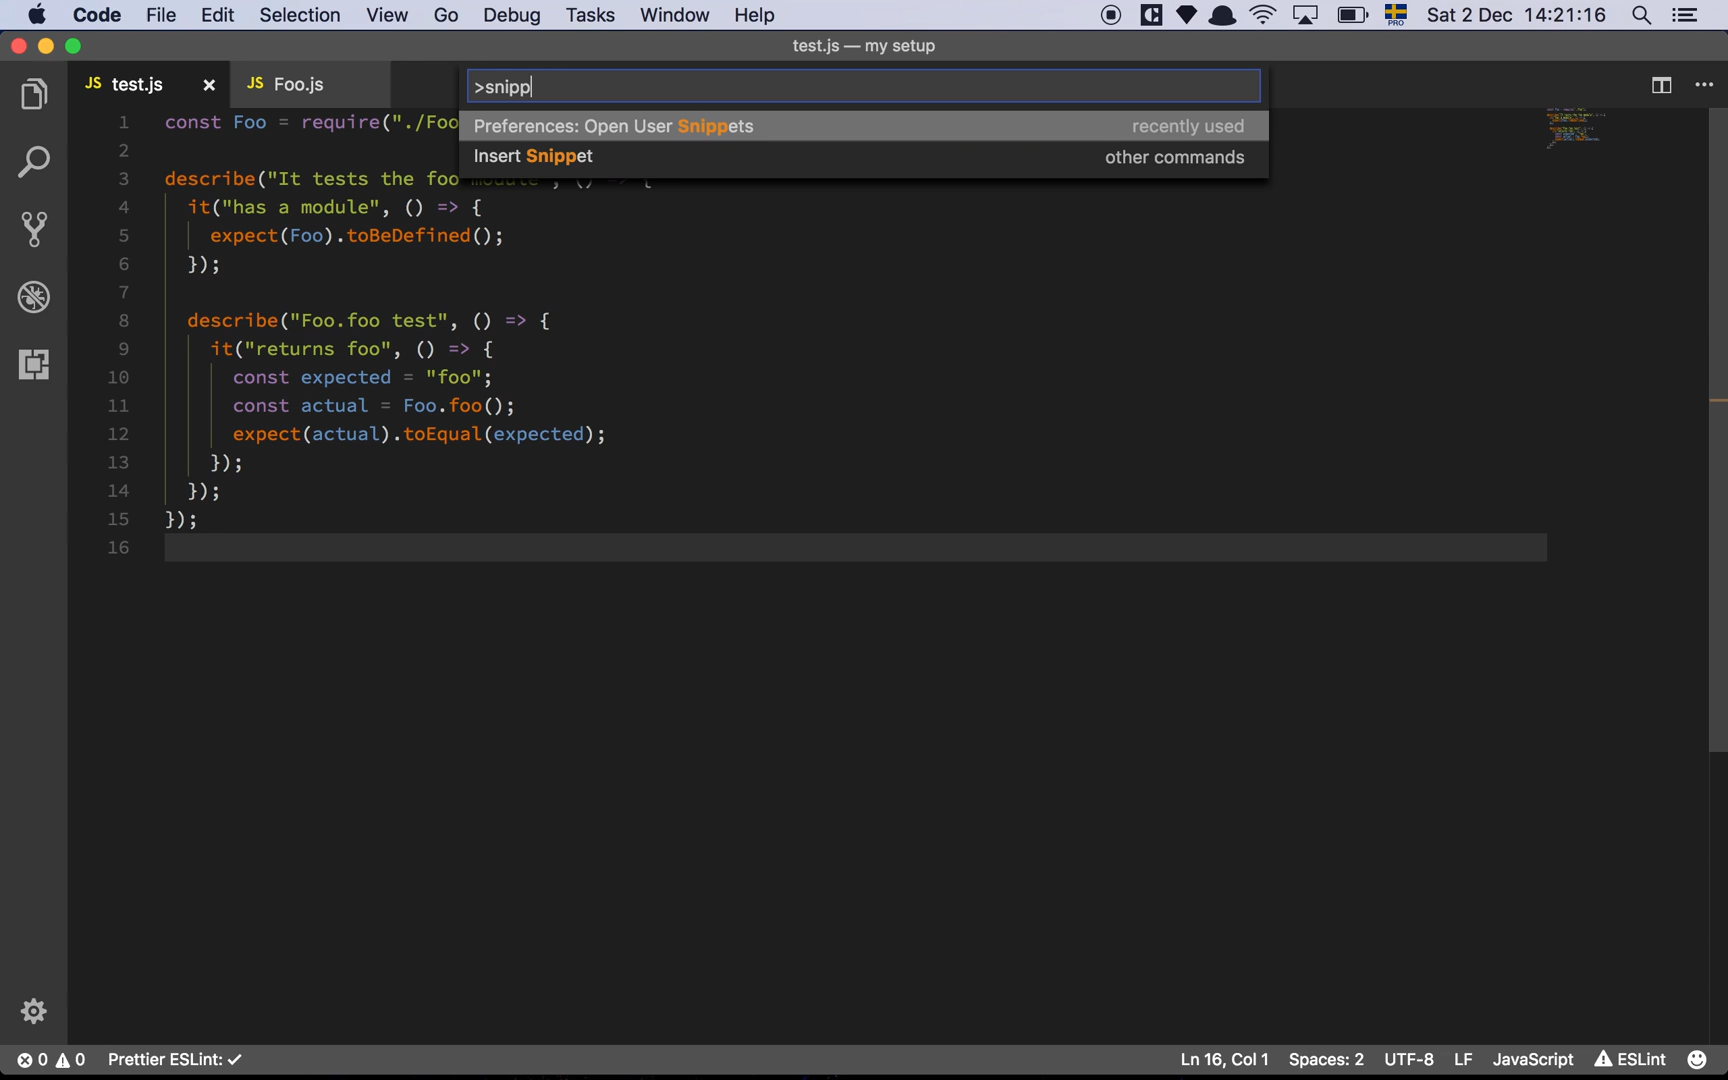 Code File Edit Selection View Go Debug Tasks Window Help PRO Sat 2 Dec 14:21:16
test.js — my setup
JS test.js × JS Foo.js
>snipp
Preferences: Open User Snippets recently used
Insert Snippet other commands
1 const Foo = require("./Foo
2
3 describe("It tests the foo module", () => {
4 it("has a module", () => {
5 expect(Foo).toBeDefined();
6 });
7
8 describe("Foo.foo test", () => {
9 it("returns foo", () => {
10 const expected = "foo";
11 const actual = Foo.foo();
12 expect(actual).toEqual(expected);
13 });
14 });
15 });
16
0 0 Prettier ESLint: ✓ Ln 16, Col 1 Spaces: 2 UTF-8 LF JavaScript ESLint